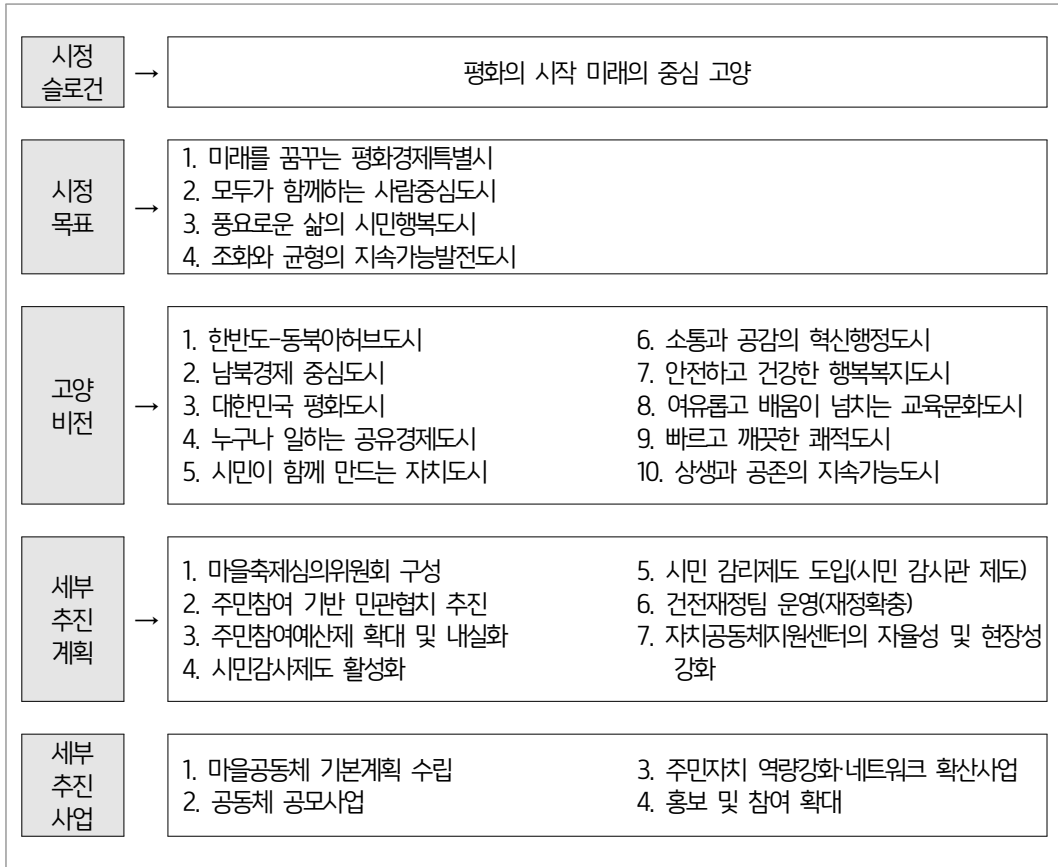 시정
슬로건
→
평화의 시작 미래의 중심 고양
시정
목표
→
1. 미래를 꿈꾸는 평화경제특별시
2. 모두가 함께하는 사람중심도시
3. 풍요로운 삶의 시민행복도시
4. 조화와 균형의 지속가능발전도시
고양
비전
→
1. 한반도-동북아허브도시
2. 남북경제 중심도시
3. 대한민국 평화도시
4. 누구나 일하는 공유경제도시
5. 시민이 함께 만드는 자치도시
6. 소통과 공감의 혁신행정도시
7. 안전하고 건강한 행복복지도시
8. 여유롭고 배움이 넘치는 교육문화도시
9. 빠르고 깨끗한 쾌적도시
10. 상생과 공존의 지속가능도시
세부
추진
계획
→
1. 마을축제심의위원회 구성
2. 주민참여 기반 민관협치 추진
3. 주민참여예산제 확대 및 내실화
4. 시민감사제도 활성화
5. 시민 감리제도 도입(시민 감시관 제도)
6. 건전재정팀 운영(재정확충)
7. 자치공동체지원센터의 자율성 및 현장성
강화
세부
추진
사업
→
1. 마을공동체 기본계획 수립
2. 공동체 공모사업
3. 주민자치 역량강화·네트워크 확산사업
4. 홍보 및 참여 확대